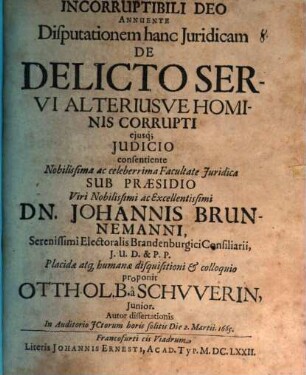 INCORRUPTIBILI DEO
ANNUENTE
Disputationem hanc Juridicam
DE
DELICTO SER-
VI ALTERIUSVE HOMI-
NIS CORRUPTI
ejusq;
JUDICIO
consentiente
Nobilissima ac celeberrima Facultate Juridica
SUB PRÆSIDIO
Viri Nobilissimi ac Excellentissimi
DN. JOHANNIS BRUN-
NEMANNI,
Serenissimi Electoralis Brandenburgici Consiliarii,
J. U. D. & P. P.
Placidæ atq; humanæ disquisitioni & colloquio
proponit
OTTHO L. B. à SCHVVERIN,
Junior.
Autor dissertationis
In Auditorio JCtorum horis solitis Die 2. Martii. 1665.
Francofurti cis Viadrum
Literis JOHANNIS ERNESTI, ACAD. TYP. M. DC. LXXII.